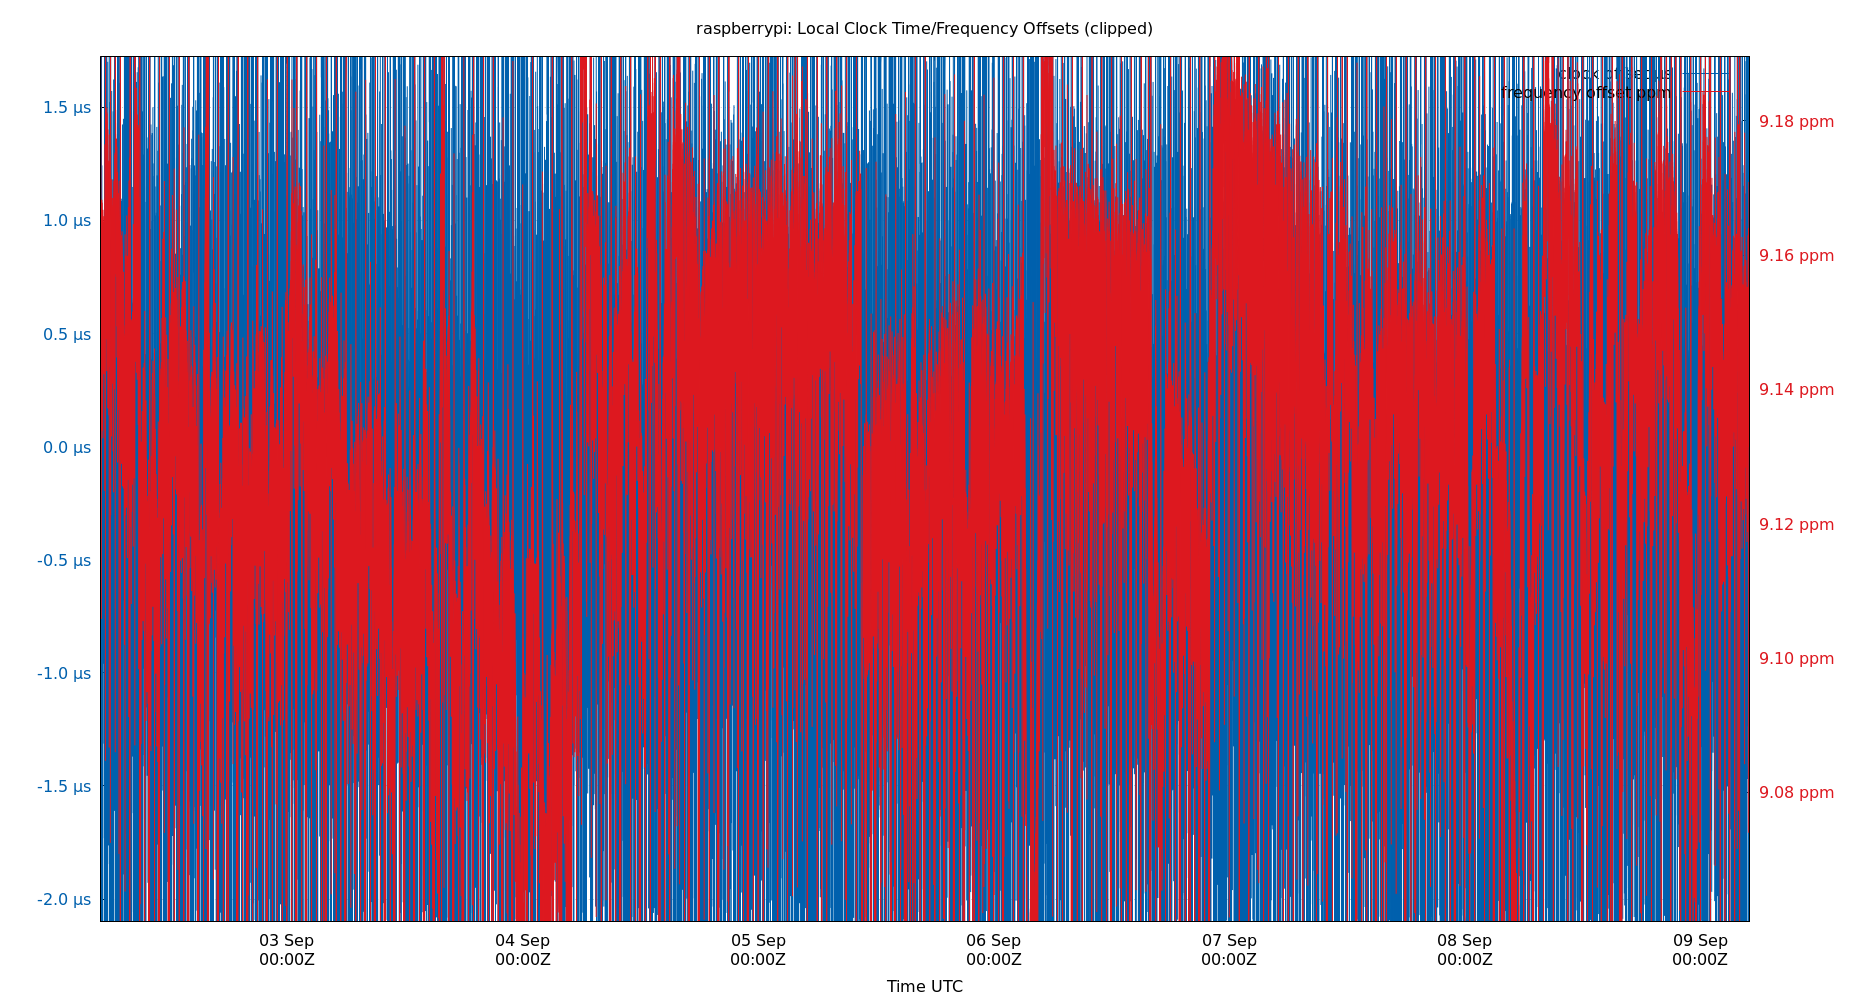 raspberrypi: Local Clock Time/Frequency Offsets (clipped)
frequency offset ppm
1.5 µs
1.0 µs
0.5 µs
0.0 µs
-0.5 µs
-1.0 µs
-1.5 µs
-2.0 µs
9.18 ppm
9.16 ppm
9.14 ppm
9.12 ppm
9.10 ppm
9.08 ppm
03 Sep 04 Sep 05 Sep 06 Sep 07 Sep 08 Sep 09 Sep
00:00Z 00:00Z 00:00Z 00:00Z 00:00Z 00:00Z 00:00Z
Time UTC